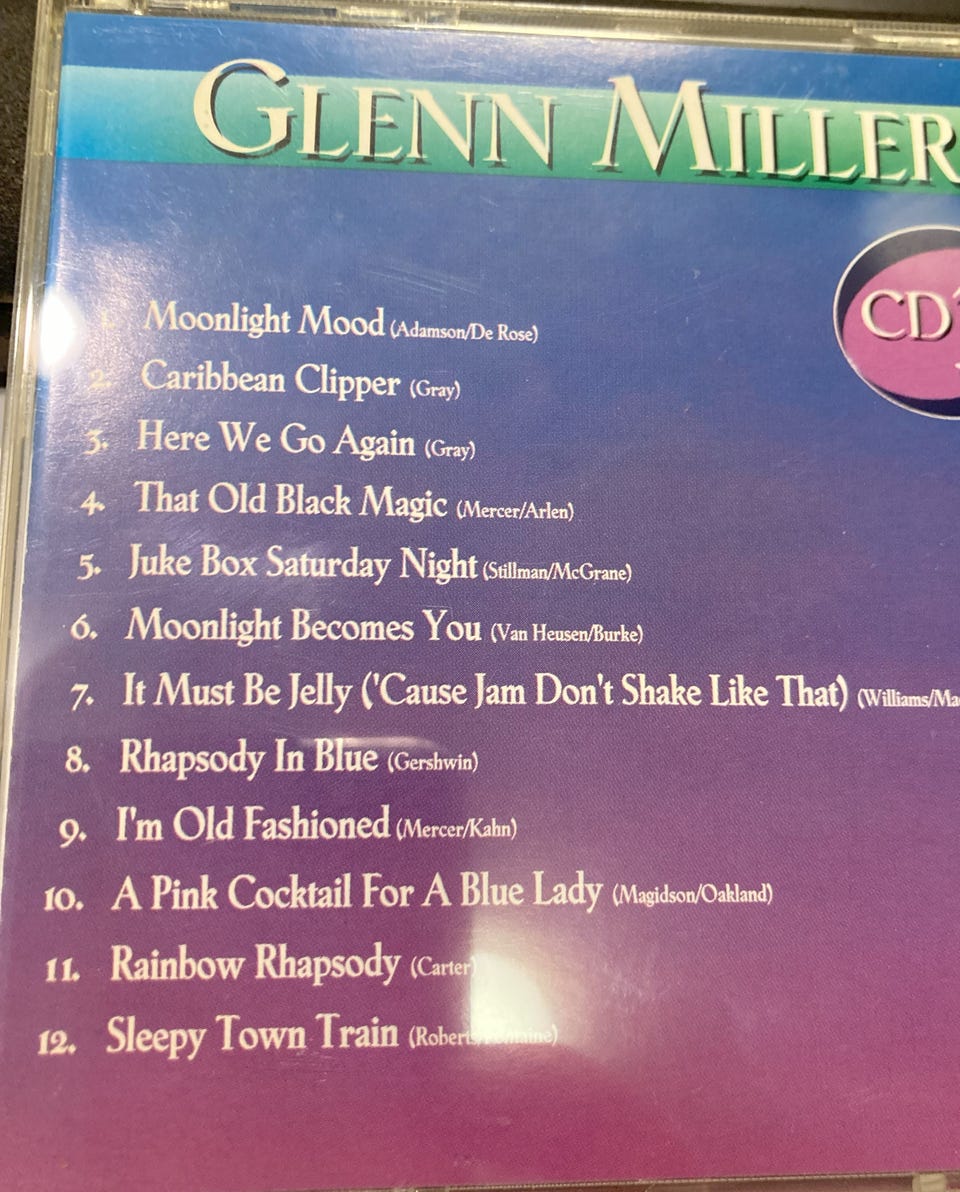 GLENN MILLER
CD
1. Moonlight Mood (Adamson/De Rose)
2. Caribbean Clipper (Gray)
3. Here We Go Again (Gray)
4. That Old Black Magic (Mercer/Arlen)
5. Juke Box Saturday Night (Stillman/McGrane)
6. Moonlight Becomes You (Van Heusen/Burke)
7. It Must Be Jelly ('Cause Jam Don't Shake Like That) (Williams/Ma
8. Rhapsody In Blue (Gershwin)
9. I'm Old Fashioned (Mercer/Kahn)
10. A Pink Cocktail For A Blue Lady (Magidson/Oakland)
11. Rainbow Rhapsody (Carter)
12. Sleepy Town Train (Roberts/